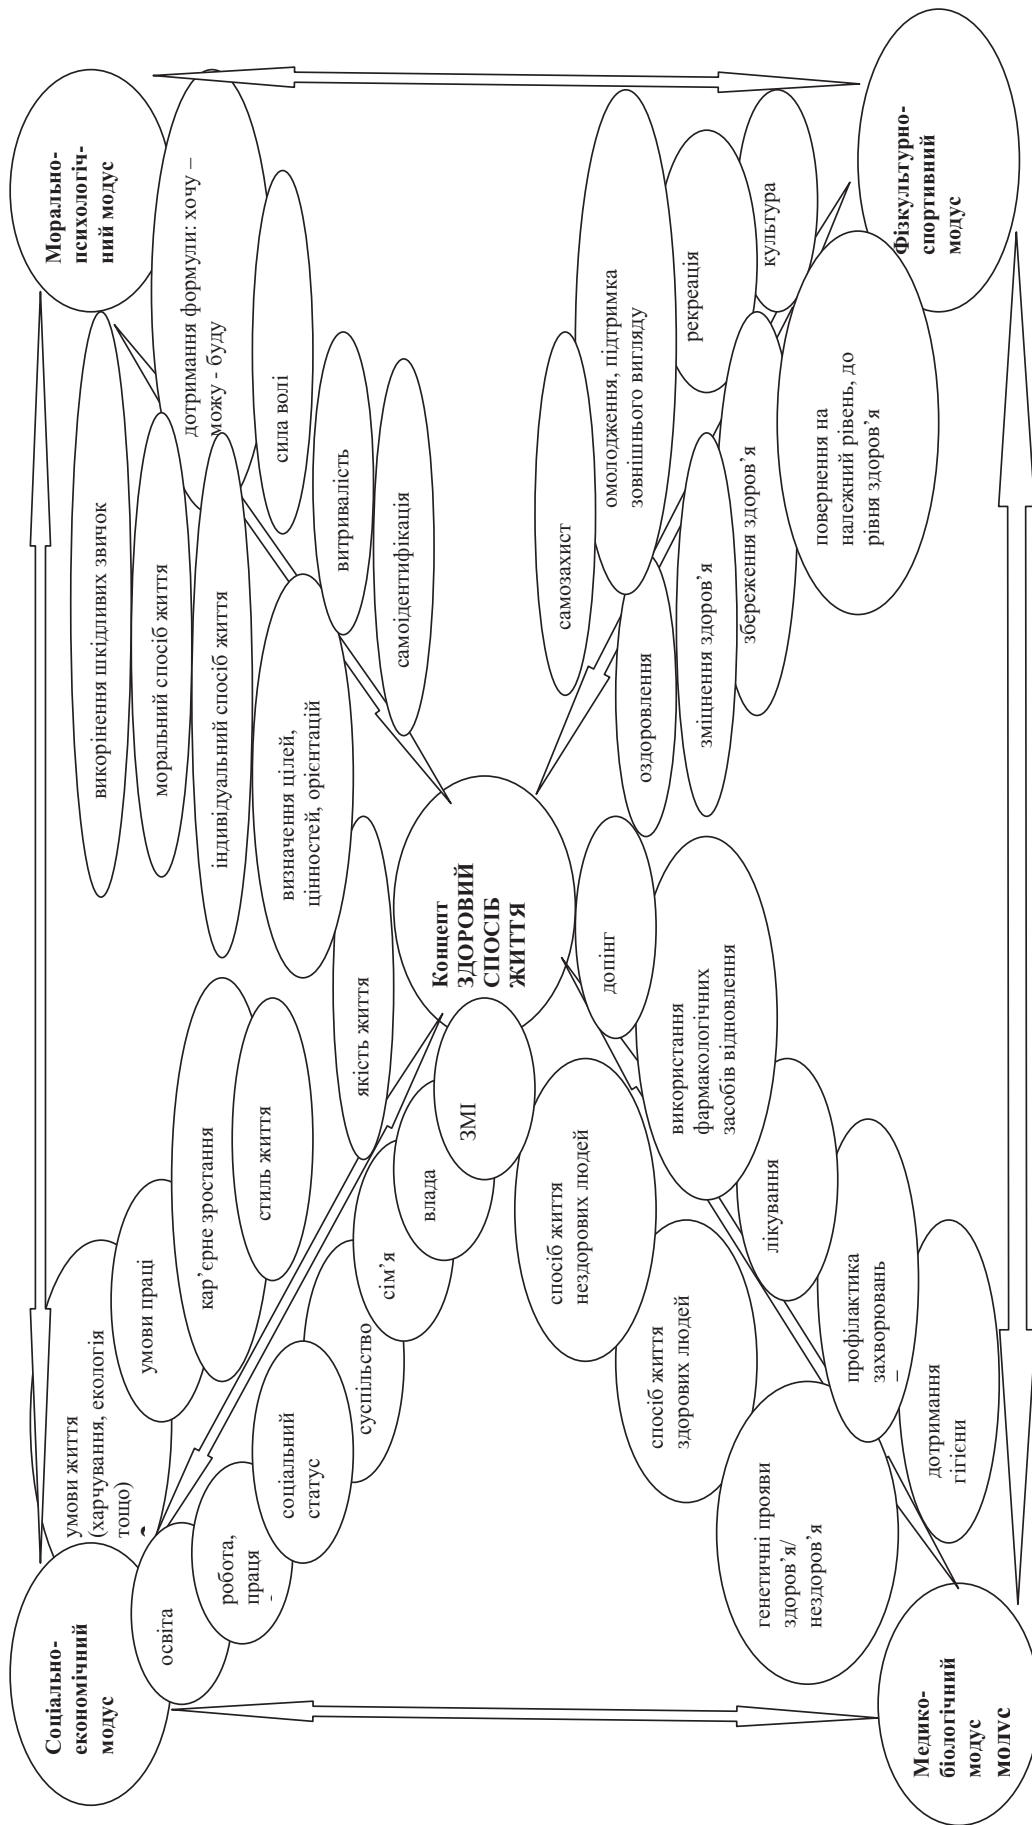 Соціально-
економічний
модус
умови життя
(харчування, екологія
тощо)
освіта
робота,
праця
умови праці
кар’єрне зростання
стиль життя
соціальний
статус
суспільство
сім’я
влада
ЗМІ
якість життя
Морально-
психологіч-
ний модус
викорінення шкідливих звичок
моральний спосіб життя
індивідуальний спосіб життя
визначення цілей,
цінностей, орієнтацій
дотримання формули: хочу –
можу - буду
сила волі
витривалість
самоідентифікація
Концепт
ЗДОРОВИЙ
СПОСІБ
ЖИТТЯ
спосіб життя
нездорових людей
спосіб життя
здорових людей
генетичні прояви
здоров'я/
нездоров'я
допінг
використання
фармакологічних
засобів відновлення
лікування
профілактика
захворювань
дотримання
гігієни
Медико-
біологічний
модус
модус
самозахист
омолодження, підтримка
зовнішнього вигляду
оздоровлення
зміцнення здоров’я
збереження здоров’я
рекреація
культура
повернення на
належний рівень, до
рівня здоров’я
Фізкультурно-
спортивний
модус